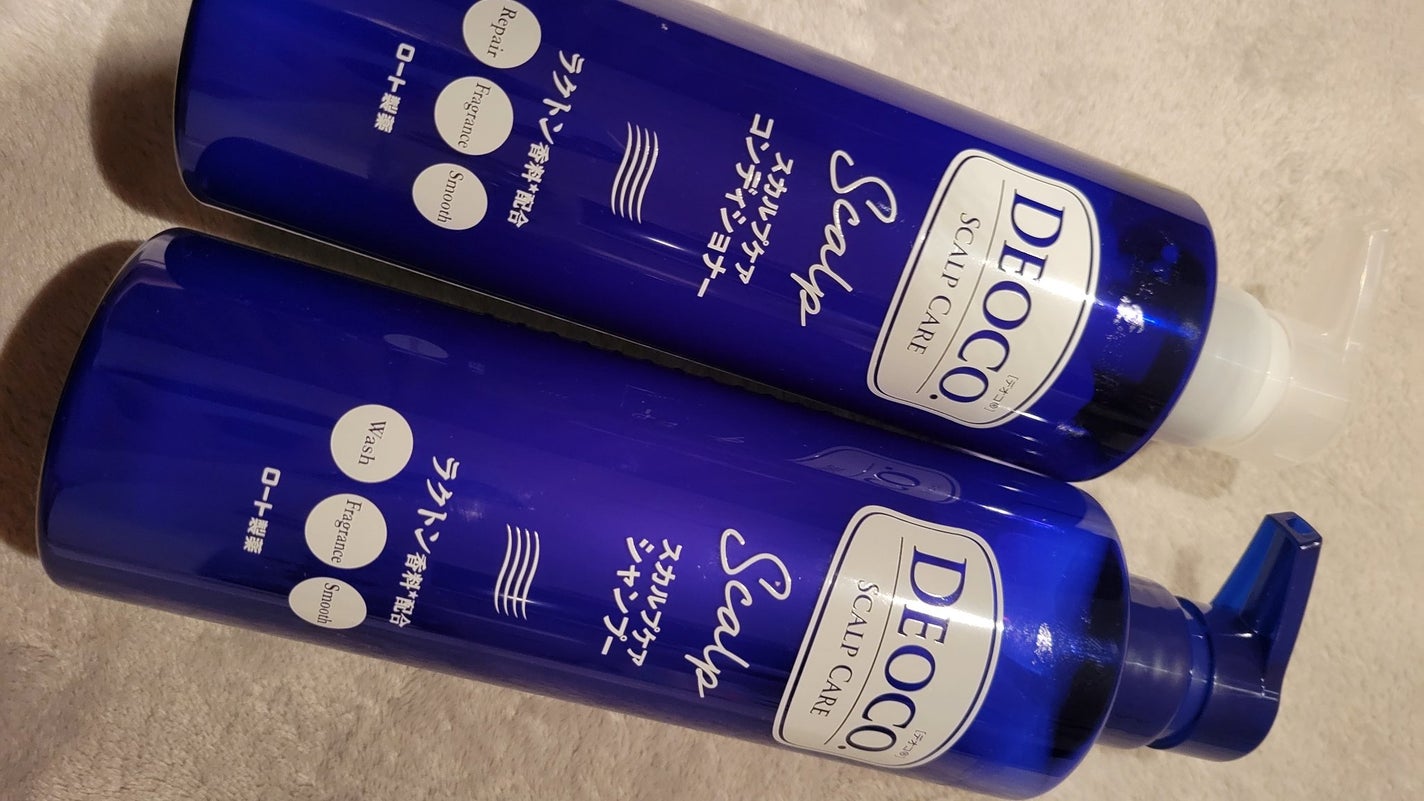 DEOCO.
[デオコ®]
SCALP CARE
Scalp
スカルプケア
コンディショナー
ラクトン香料*配合
Repair
Fragrance
Smooth
ロート製薬
DEOCO.
[デオコ®]
SCALP CARE
Scalp
スカルプケア
シャンプー
ラクトン香料*配合
Wash
Fragrance
Smooth
ロート製薬